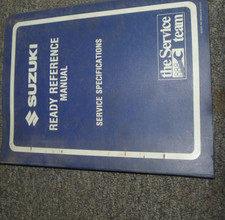 SUZUKI
READY REFERENCE
MANUAL
SERVICE SPECIFICATIONS
the Service
team